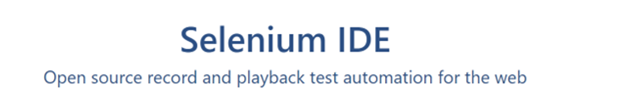 Selenium IDE
Open source record and playback test automation for the web